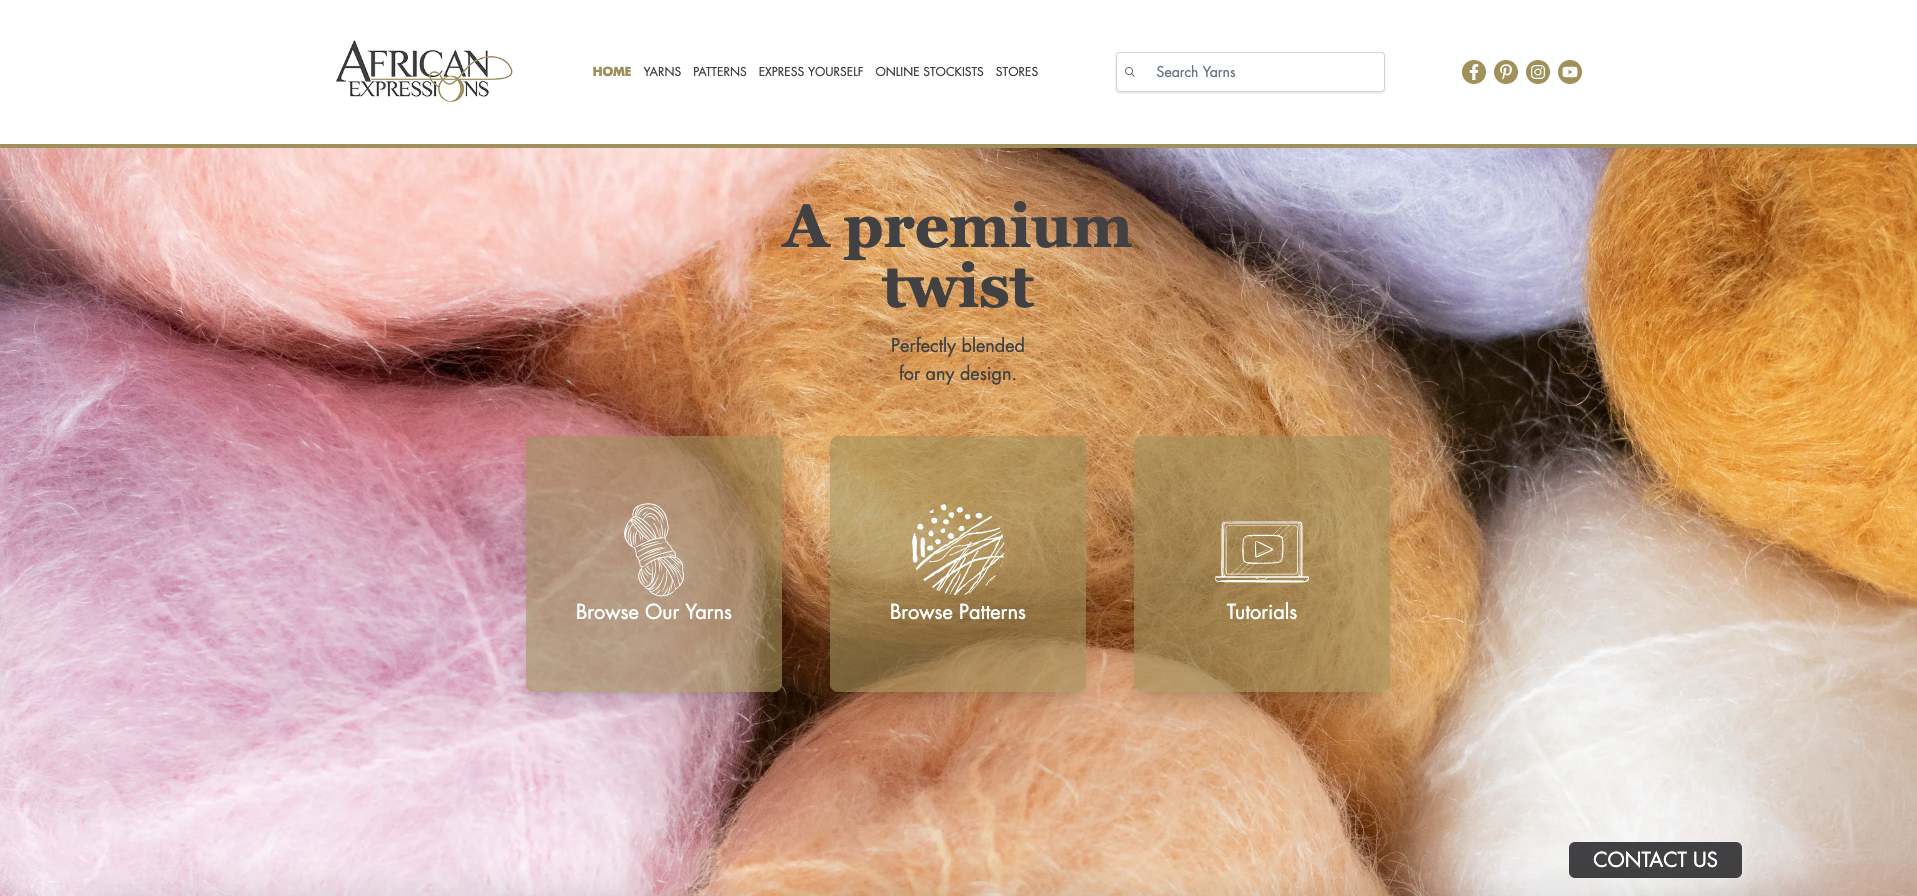 AFRICAN
EXPRESSIONS
HOME YARNS PATTERNS EXPRESS YOURSELF ONLINE STOCKISTS STORES
Search Yarns
A premium
twist
Perfectly blended
for any design.
Browse Our Yarns
Browse Patterns
Tutorials
CONTACT US